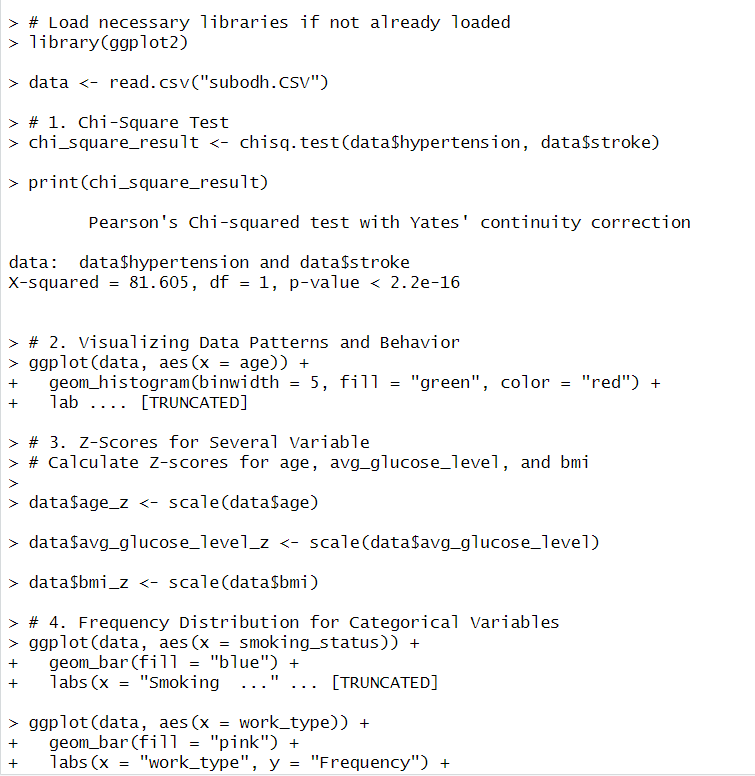 > # Load necessary libraries if not already loaded
> library(ggplot2)
> data <- read.csv("subodh.CSV")
> # 1. Chi-Square Test
> chi_square_result <- chisq.test(data$hypertension, data$stroke)
> print(chi_square_result)
Pearson's Chi-squared test with Yates' continuity correction
data:  data$hypertension and data$stroke
X-squared = 81.605, df = 1, p-value < 2.2e-16
> # 2. Visualizing Data Patterns and Behavior
> ggplot(data, aes(x = age)) +
+   geom_histogram(binwidth = 5, fill = "green", color = "red") +
+   lab .... [TRUNCATED]
> # 3. Z-Scores for Several Variable
> # Calculate Z-scores for age, avg_glucose_level, and bmi
>
> data$age_z <- scale(data$age)
> data$avg_glucose_level_z <- scale(data$avg_glucose_level)
> data$bmi_z <- scale(data$bmi)
> # 4. Frequency Distribution for Categorical Variables
> ggplot(data, aes(x = smoking_status)) +
+   geom_bar(fill = "blue") +
+   labs(x = "Smoking  ..." ... [TRUNCATED]
> ggplot(data, aes(x = work_type)) +
+   geom_bar(fill = "pink") +
+   labs(x = "work_type", y = "Frequency") +